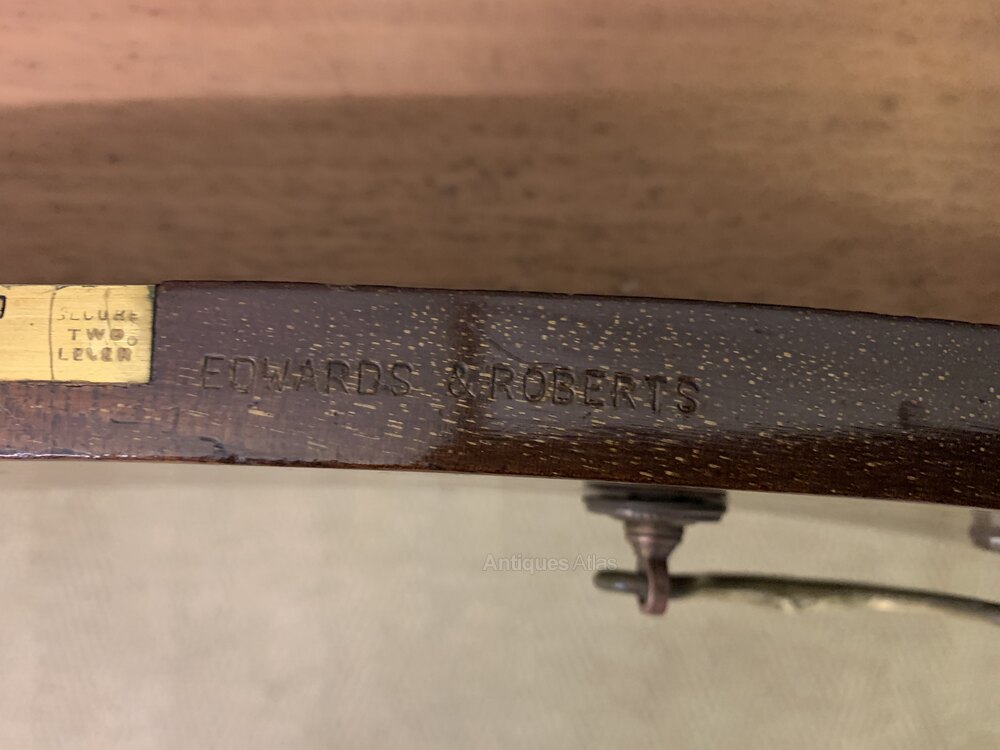 SECURE
TWO
LEVER
EDWARDS & ROBERTS
Antiques Atlas